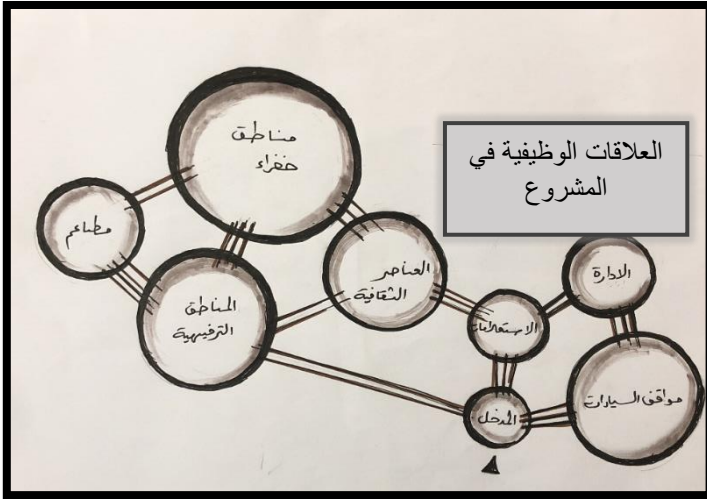 العلاقات الوظيفية في
المشروع
مناطق
خضراء
مطاعم
المناطق
الترفيهية
العناصر
الثقافية
الاستعلامات
الادارة
المدخل
مواقف السيارات